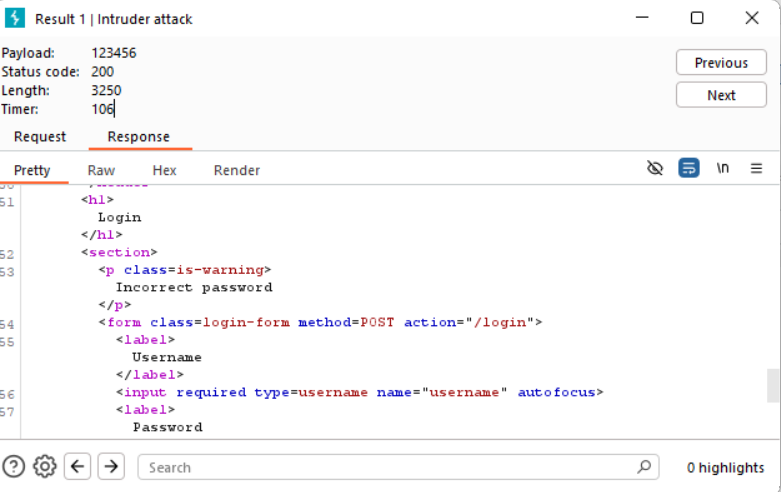 Result 1 | Intruder attack
Payload: 123456
Status code: 200
Length: 3250
Timer: 106
Previous
Next
Request Response
Pretty Raw Hex Render \n
51 <h1>
Login
</h1>
52 <section>
53 <p class=is-warning>
Incorrect password
</p>
54 <form class=login-form method=POST action="/login">
55 <label>
Username
</label>
56 <input required type=username name="username" autofocus>
57 <label>
Password
Search
0 highlights